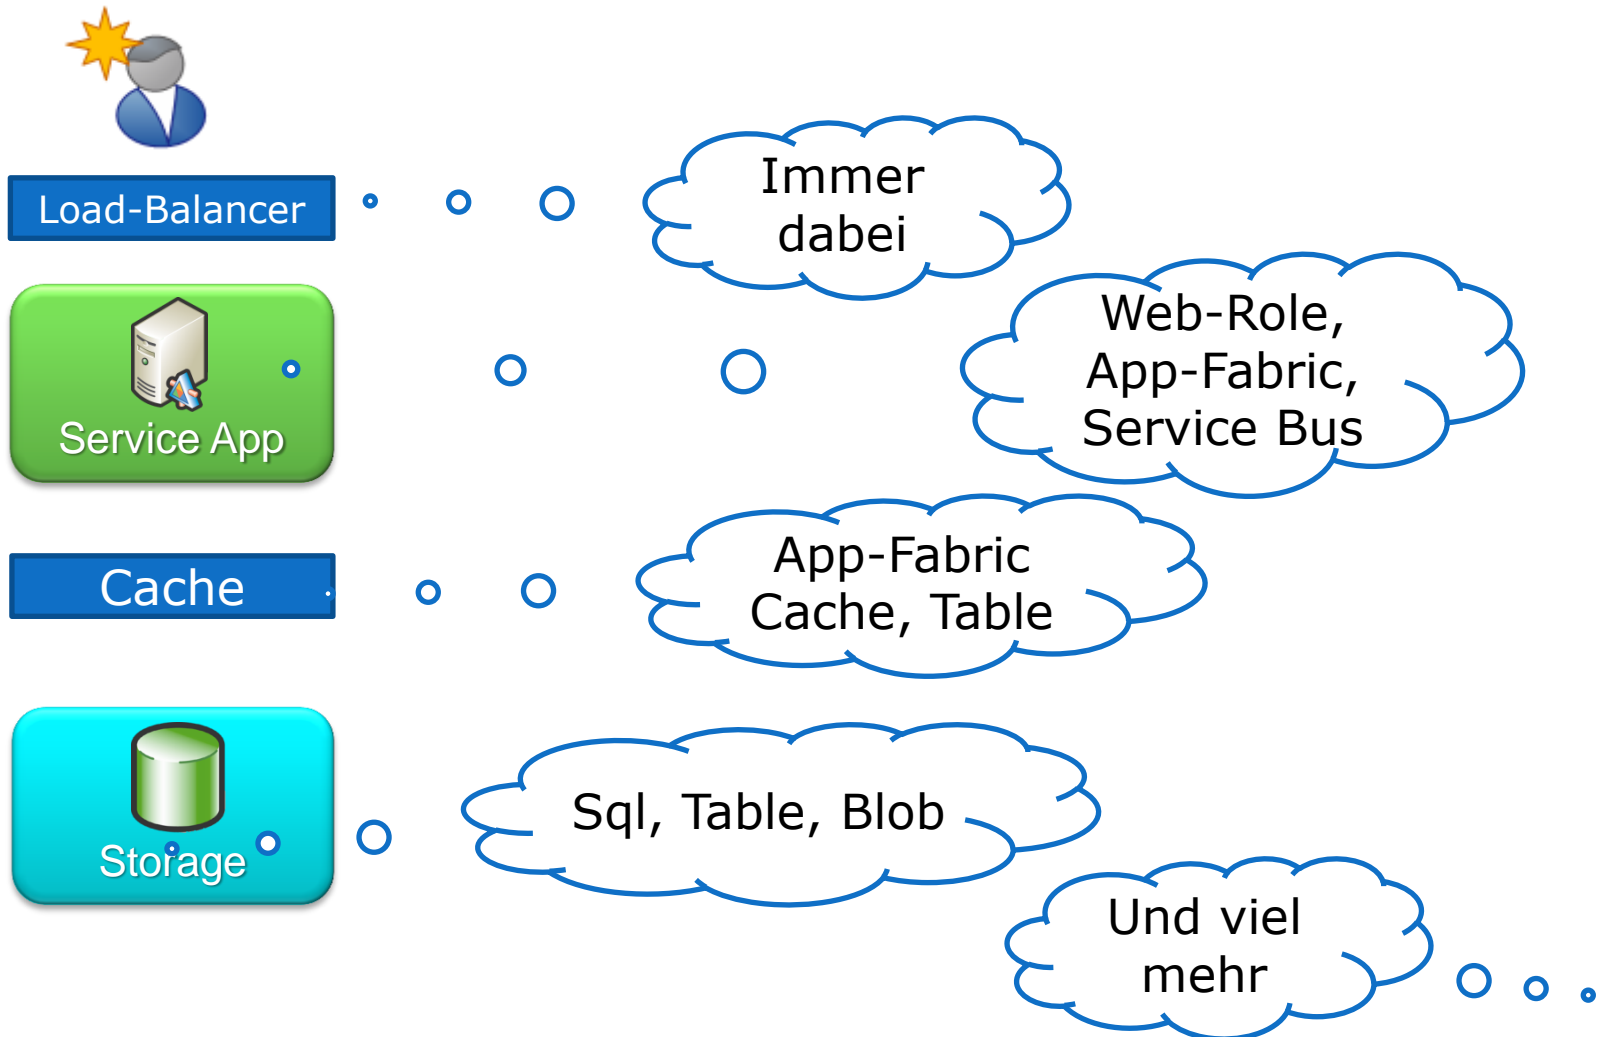 Load-Balancer
Immer
dabei
Service App
Web-Role,
App-Fabric,
Service Bus
Cache
App-Fabric
Cache, Table
Storage
Sql, Table, Blob
Und viel
mehr